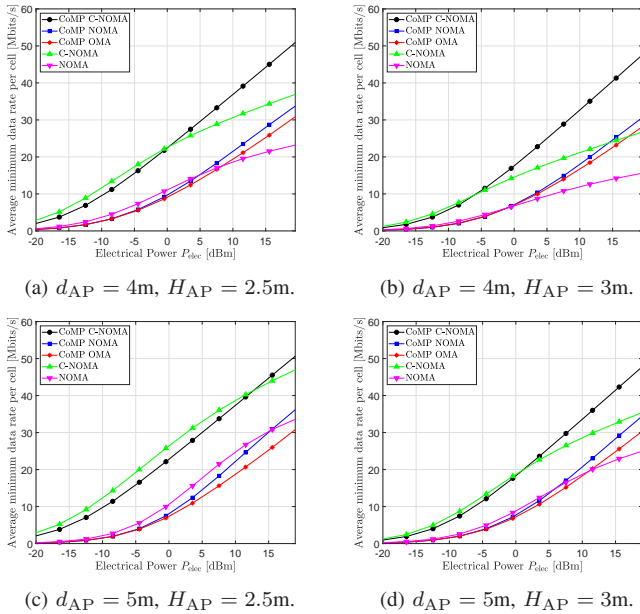 60
50
40
30
20
10
0
-20 -15 -10 -5 0 5 10 15
Average minimum data rate per cell [Mbits/s]
Electrical Power P_elec [dBm]
CoMP C-NOMA
CoMP NOMA
CoMP OMA
C-NOMA
NOMA
(a) d_AP = 4m, H_AP = 2.5m.
60
50
40
30
20
10
0
-20 -15 -10 -5 0 5 10 15
Average minimum data rate per cell [Mbits/s]
Electrical Power P_elec [dBm]
CoMP C-NOMA
CoMP NOMA
CoMP OMA
C-NOMA
NOMA
(b) d_AP = 4m, H_AP = 3m.
60
50
40
30
20
10
0
-20 -15 -10 -5 0 5 10 15
Average minimum data rate per cell [Mbits/s]
Electrical Power P_elec [dBm]
CoMP C-NOMA
CoMP NOMA
CoMP OMA
C-NOMA
NOMA
(c) d_AP = 5m, H_AP = 2.5m.
60
50
40
30
20
10
0
-20 -15 -10 -5 0 5 10 15
Average minimum data rate per cell [Mbits/s]
Electrical Power P_elec [dBm]
CoMP C-NOMA
CoMP NOMA
CoMP OMA
C-NOMA
NOMA
(d) d_AP = 5m, H_AP = 3m.